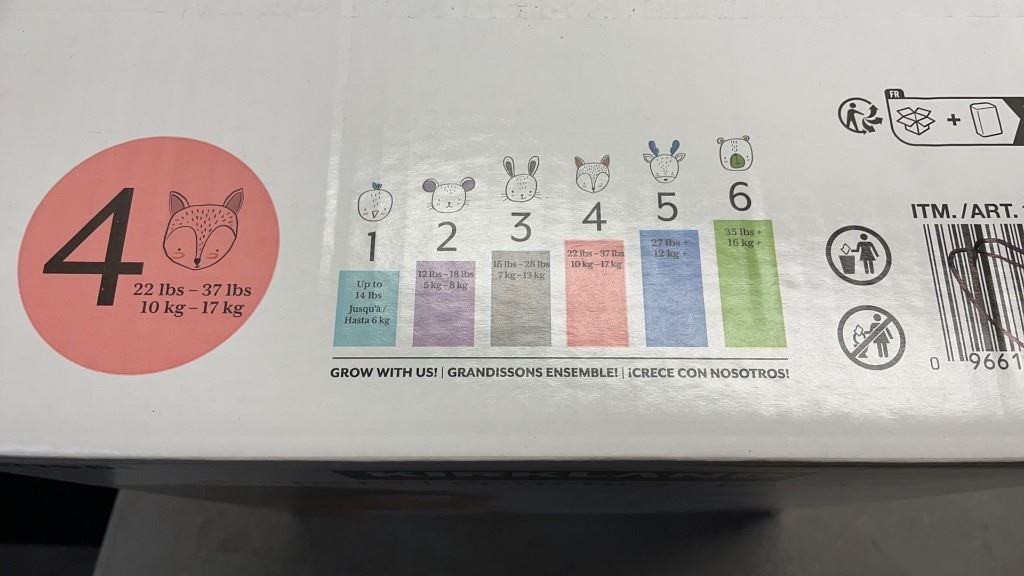 4
22 lbs – 37 lbs
10 kg – 17 kg
1
Up to
14 lbs
Jusqu'à /
Hasta 6 kg
2
12 lbs – 18 lbs
5 kg – 8 kg
3
16 lbs – 28 lbs
7 kg – 13 kg
4
22 lbs – 37 lbs
10 kg – 17 kg
5
27 lbs +
12 kg +
6
35 lbs +
16 kg +
GROW WITH US! | GRANDISSONS ENSEMBLE! | ¡CRECE CON NOSOTROS!
FR
+
ITM. /ART.
0 9661